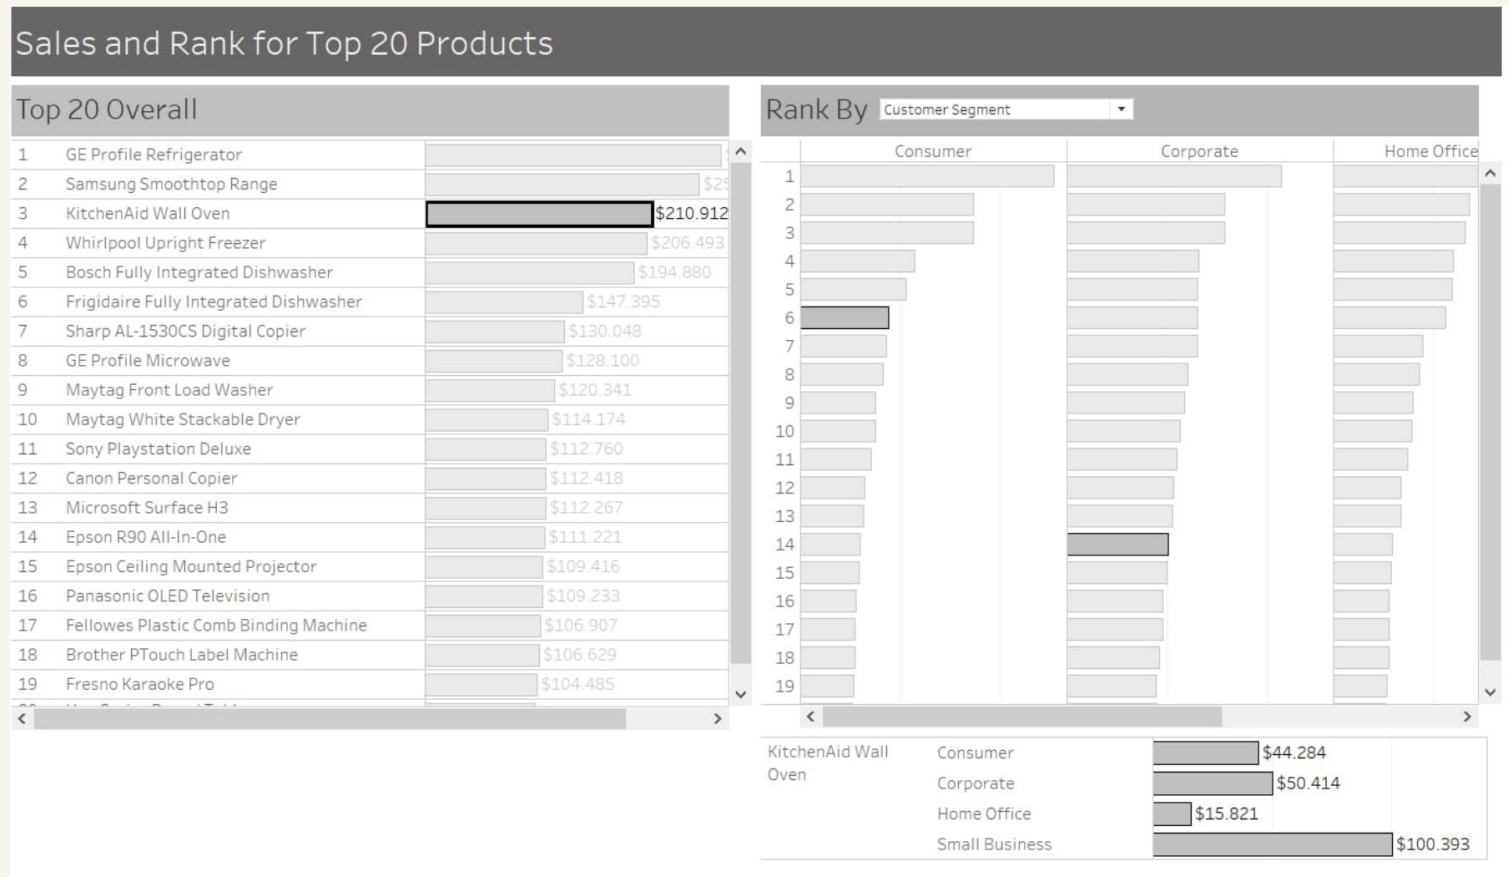 Sales and Rank for Top 20 Products
Top 20 Overall
1 GE Profile Refrigerator
2 Samsung Smoothtop Range $25
3 KitchenAid Wall Oven $210.912
4 Whirlpool Upright Freezer $206.493
5 Bosch Fully Integrated Dishwasher $194.880
6 Frigidaire Fully Integrated Dishwasher $147.395
7 Sharp AL-1530CS Digital Copier $130.048
8 GE Profile Microwave $128.100
9 Maytag Front Load Washer $120.341
10 Maytag White Stackable Dryer $114.174
11 Sony Playstation Deluxe $112.760
12 Canon Personal Copier $112.418
13 Microsoft Surface H3 $112.267
14 Epson R90 All-In-One $111.221
15 Epson Ceiling Mounted Projector $109.416
16 Panasonic OLED Television $109.233
17 Fellowes Plastic Comb Binding Machine $106.907
18 Brother PTouch Label Machine $106.629
19 Fresno Karaoke Pro $104.485
Rank By Customer Segment
Consumer Corporate Home Office
1
2
3
4
5
6
7
8
9
10
11
12
13
14
15
16
17
18
19
KitchenAid Wall Consumer $44.284
Oven
Corporate $50.414
Home Office $15.821
Small Business $100.393